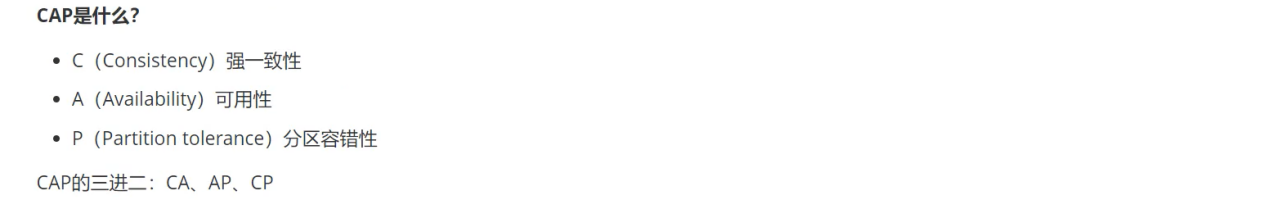 CAP是什么？
• C（Consistency）强一致性
• A（Availability）可用性
• P（Partition tolerance）分区容错性
CAP的三进二：CA、AP、CP